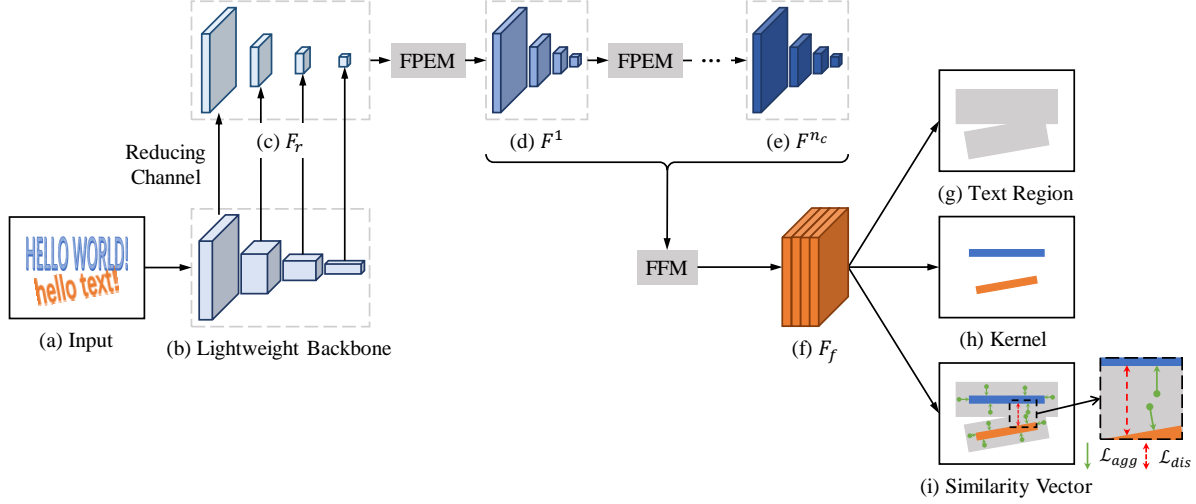 FPEM
FPEM
...
(c) F_r
(d) F^1
(e) F^{n_c}
Reducing
Channel
HELLO WORLD!
hello text!
(a) Input
(b) Lightweight Backbone
FFM
(f) F_f
(g) Text Region
(h) Kernel
ℒ_agg
ℒ_dis
(i) Similarity Vector